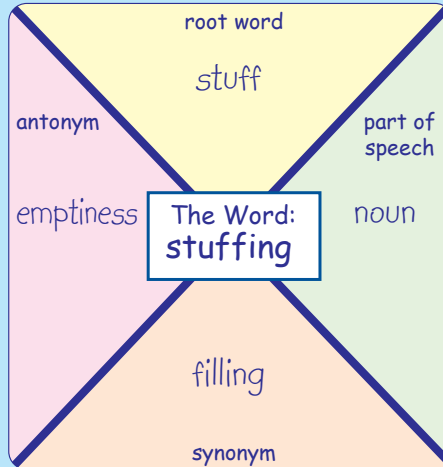 root word
stuff
antonym
emptiness
The Word:
stuffing
part of
speech
noun
filling
synonym